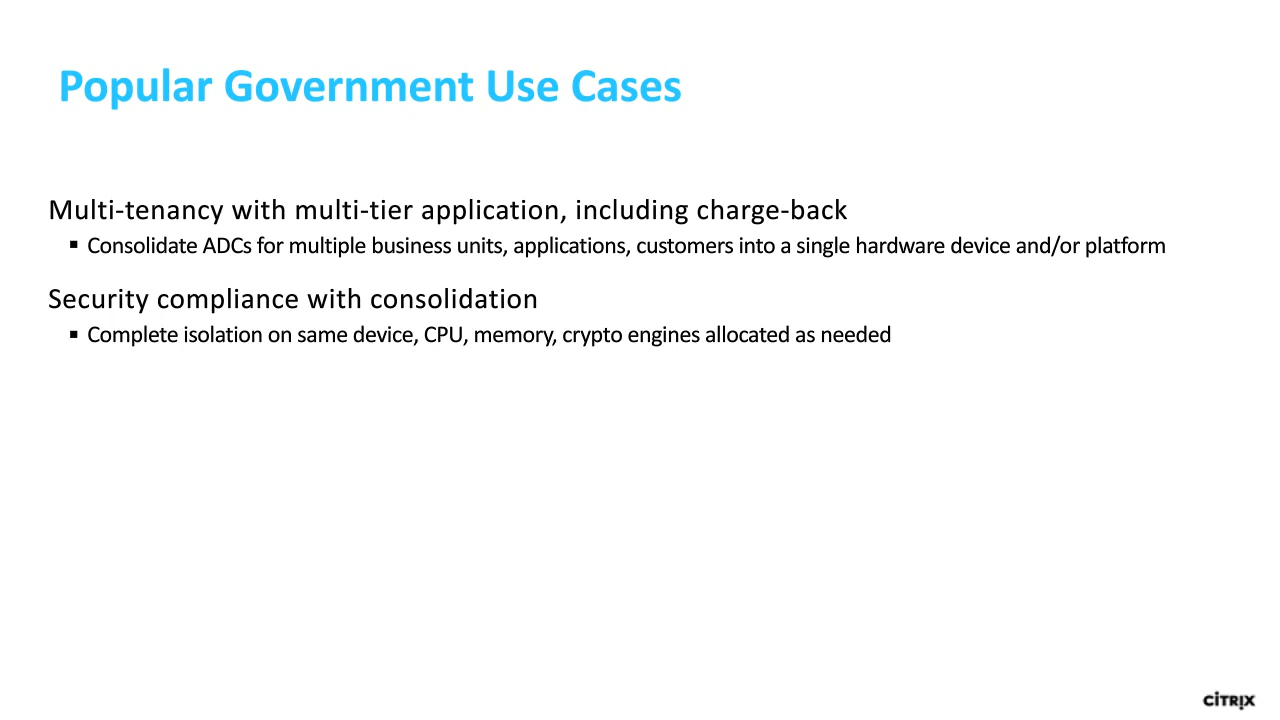 Popular Government Use Cases
Multi-tenancy with multi-tier application, including charge-back
▪ Consolidate ADCs for multiple business units, applications, customers into a single hardware device and/or platform
Security compliance with consolidation
▪ Complete isolation on same device, CPU, memory, crypto engines allocated as needed
CİTRİX